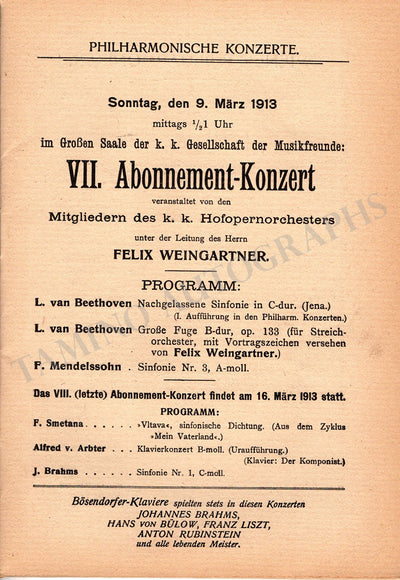 PHILHARMONISCHE KONZERTE.
Sonntag, den 9. März 1913
mittags ½1 Uhr
im Großen Saale der k. k. Gesellschaft der Musikfreunde:
VII. Abonnement-Konzert
veranstaltet von den
Mitgliedern des k. k. Hofopernorchesters
unter der Leitung des Herrn
FELIX WEINGARTNER.
PROGRAMM:
L. van Beethoven Nachgelassene Sinfonie in C-dur. (Jena.)
(I. Aufführung in den Philharm. Konzerten.)
L. van Beethoven Große Fuge B-dur, op. 133 (für Streich-
orchester, mit Vortragszeichen versehen
von Felix Weingartner.)
F. Mendelssohn . Sinfonie Nr. 3, A-moll.
Das VIII. (letzte) Abonnement-Konzert findet am 16. März 1913 statt.
PROGRAMM:
F. Smetana . . . . . . »Vltava«, sinfonische Dichtung. (Aus dem Zyklus
»Mein Vaterland«.)
Alfred v. Arbter . . . Klavierkonzert B-moll. (Uraufführung.)
(Klavier: Der Komponist.)
J. Brahms . . . . . Sinfonie Nr. 1, C-moll.
Bösendorfer-Klaviere spielten stets in diesen Konzerten
JOHANNES BRAHMS,
HANS VON BÜLOW, FRANZ LISZT,
ANTON RUBINSTEIN
und alle lebenden Meister.
TAMINO AUTOGRAPHS